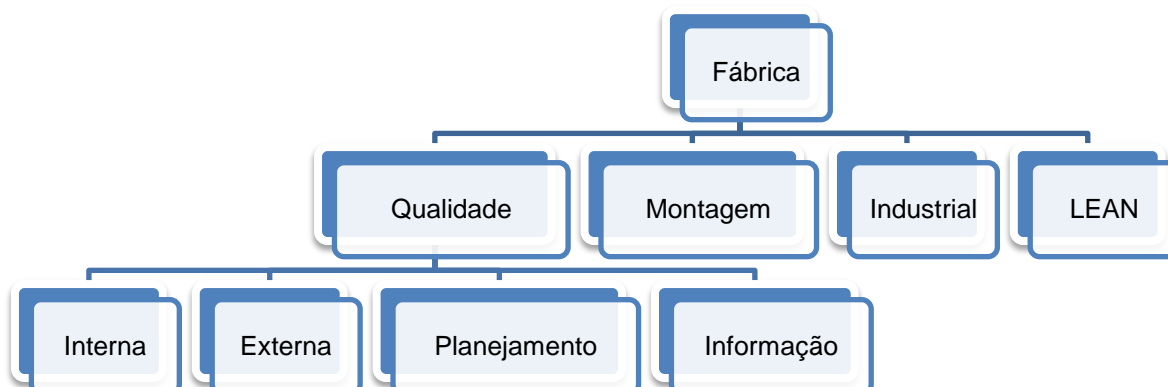 Fábrica
Qualidade
Montagem
Industrial
LEAN
Interna
Externa
Planejamento
Informação